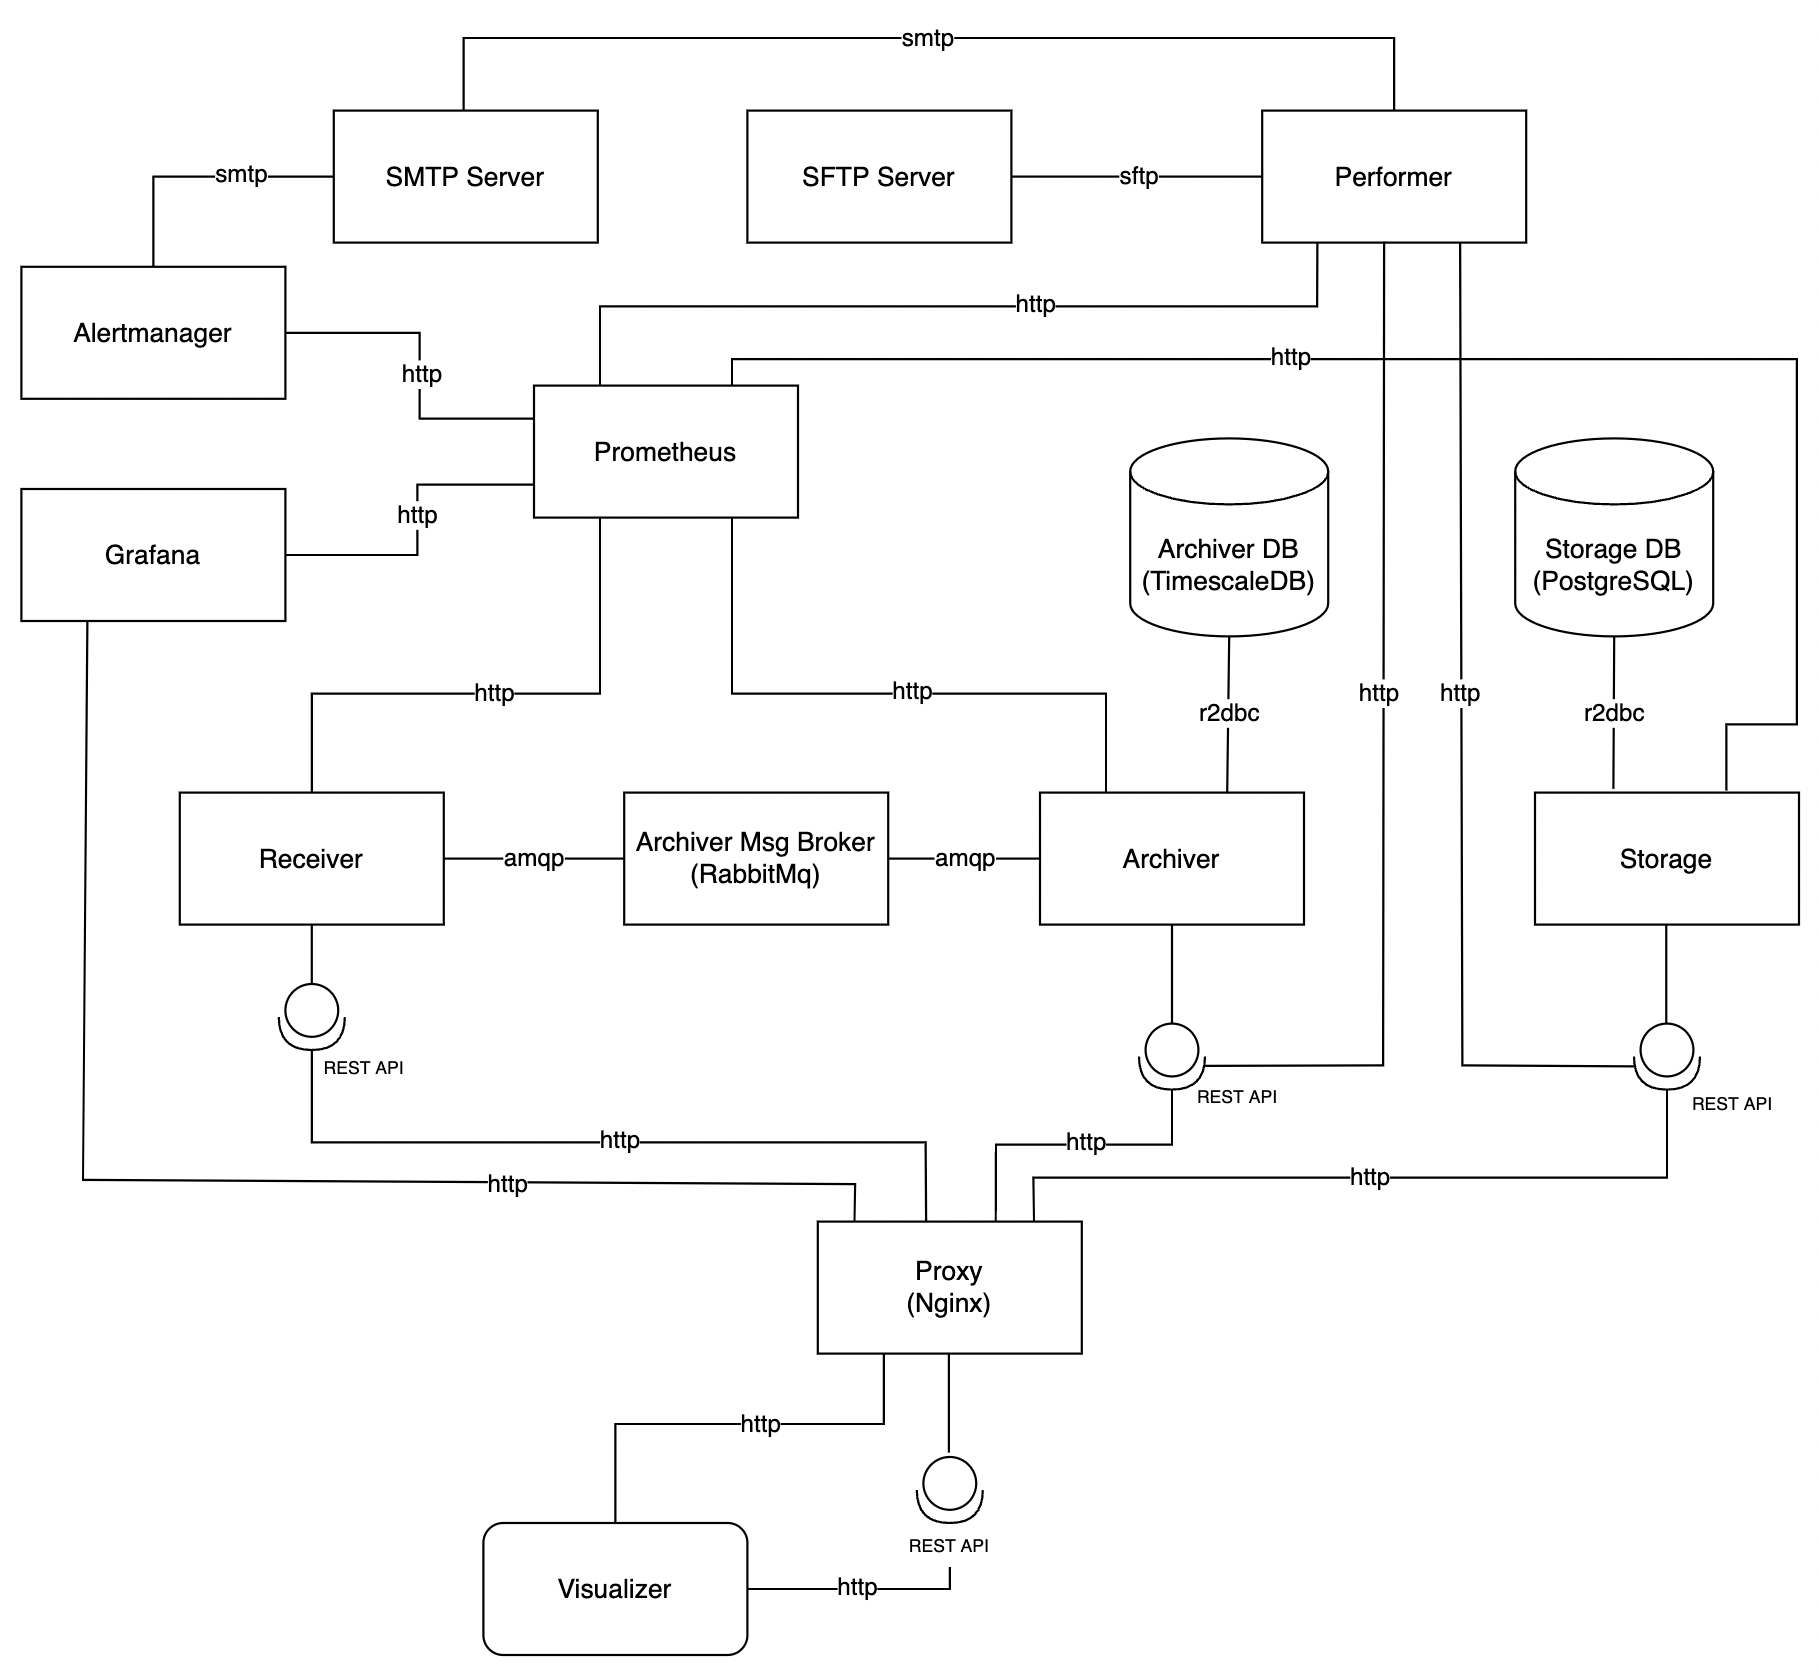 smtp
SMTP Server
SFTP Server
sftp
Performer
smtp
Alertmanager
http
http
http
Prometheus
http
Grafana
Archiver DB
(TimescaleDB)
Storage DB
(PostgreSQL)
http
http
r2dbc
http
http
r2dbc
Receiver
amqp
Archiver Msg Broker
(RabbitMq)
amqp
Archiver
Storage
REST API
REST API
REST API
http
http
http
http
Proxy
(Nginx)
http
REST API
Visualizer
http